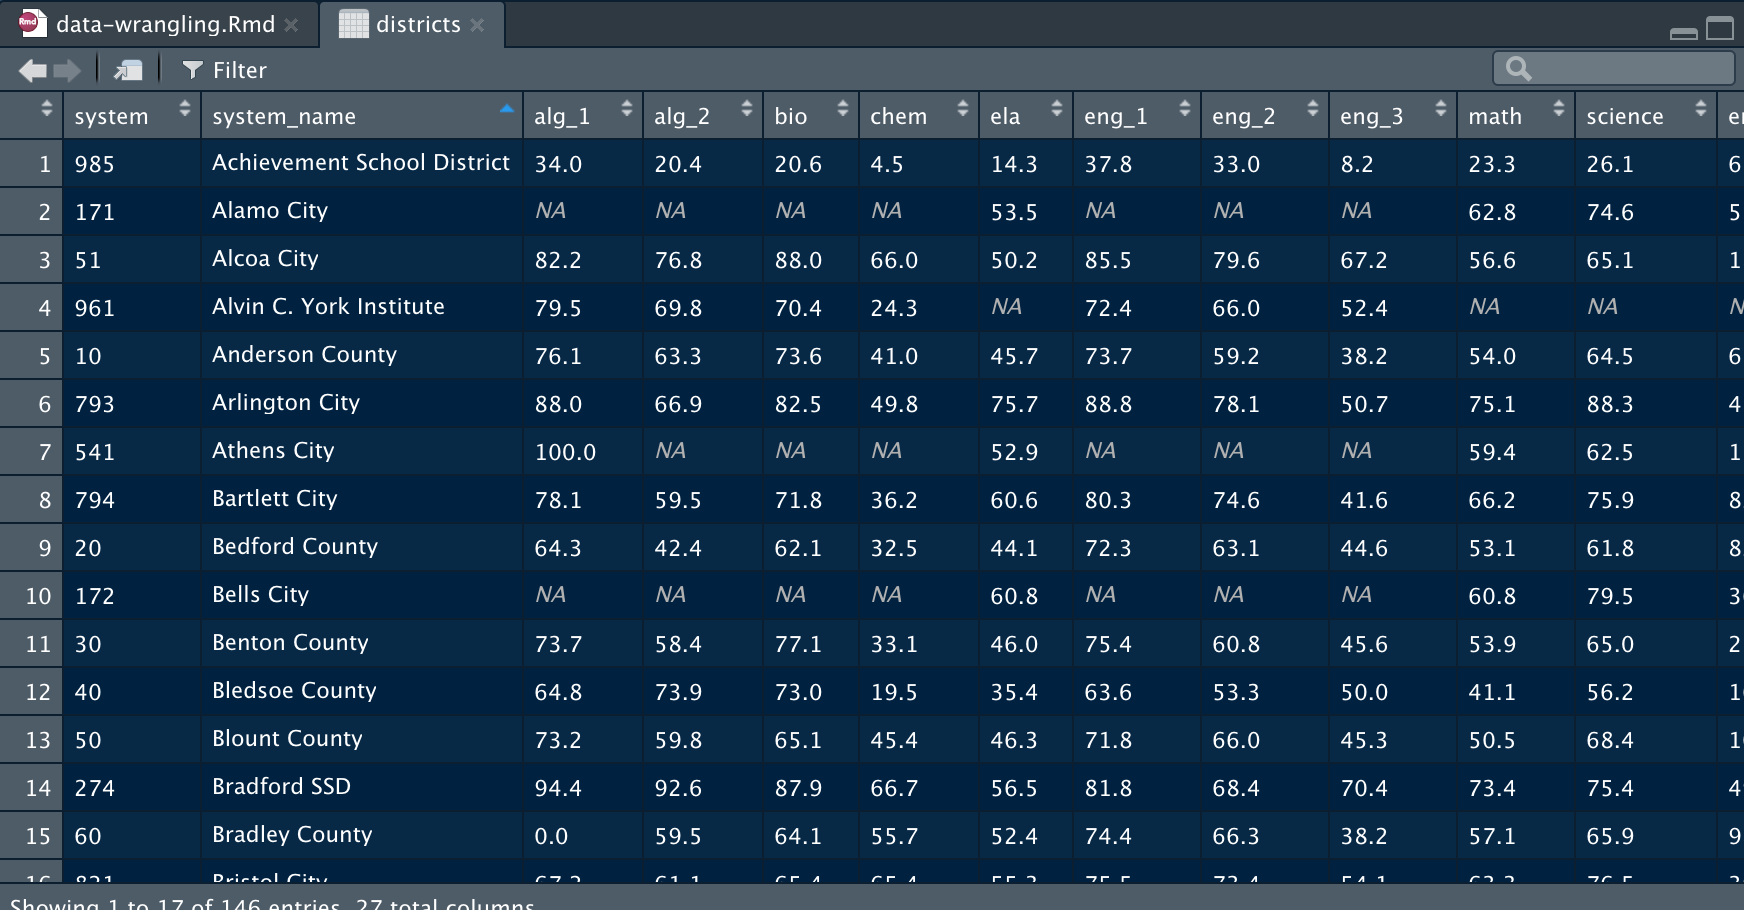 Rmd data-wrangling.Rmd × districts ×
Filter
system system_name alg_1 alg_2 bio chem ela eng_1 eng_2 eng_3 math science
1 985 Achievement School District 34.0 20.4 20.6 4.5 14.3 37.8 33.0 8.2 23.3 26.1 6
2 171 Alamo City NA NA NA NA 53.5 NA NA NA 62.8 74.6 5
3 51 Alcoa City 82.2 76.8 88.0 66.0 50.2 85.5 79.6 67.2 56.6 65.1 1
4 961 Alvin C. York Institute 79.5 69.8 70.4 24.3 NA 72.4 66.0 52.4 NA NA N
5 10 Anderson County 76.1 63.3 73.6 41.0 45.7 73.7 59.2 38.2 54.0 64.5 6
6 793 Arlington City 88.0 66.9 82.5 49.8 75.7 88.8 78.1 50.7 75.1 88.3 4
7 541 Athens City 100.0 NA NA NA 52.9 NA NA NA 59.4 62.5 1
8 794 Bartlett City 78.1 59.5 71.8 36.2 60.6 80.3 74.6 41.6 66.2 75.9 8
9 20 Bedford County 64.3 42.4 62.1 32.5 44.1 72.3 63.1 44.6 53.1 61.8 8
10 172 Bells City NA NA NA NA 60.8 NA NA NA 60.8 79.5 3
11 30 Benton County 73.7 58.4 77.1 33.1 46.0 75.4 60.8 45.6 53.9 65.0 2
12 40 Bledsoe County 64.8 73.9 73.0 19.5 35.4 63.6 53.3 50.0 41.1 56.2 1
13 50 Blount County 73.2 59.8 65.1 45.4 46.3 71.8 66.0 45.3 50.5 68.4 1
14 274 Bradford SSD 94.4 92.6 87.9 66.7 56.5 81.8 68.4 70.4 73.4 75.4 4
15 60 Bradley County 0.0 59.5 64.1 55.7 52.4 74.4 66.3 38.2 57.1 65.9 9
16 Bristol City
Showing 1 to 17 of 146 entries, 27 total columns